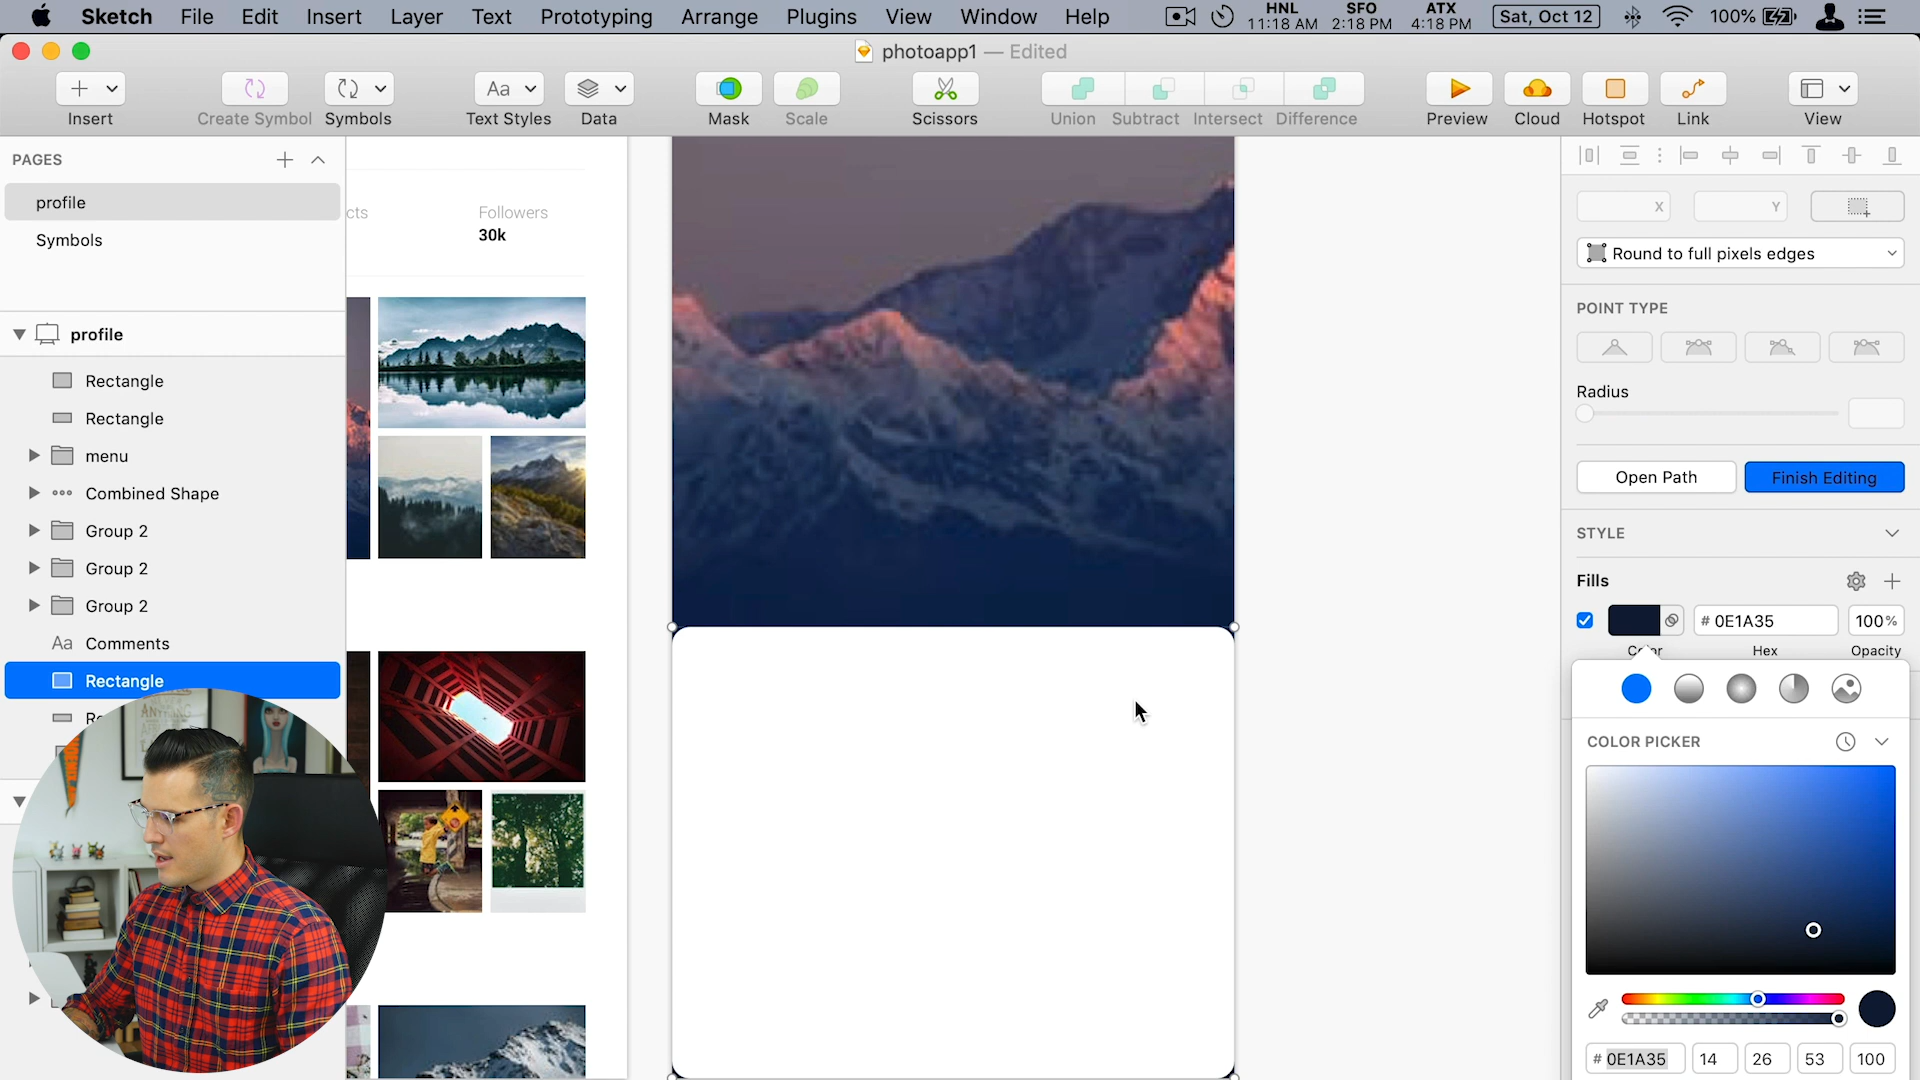 Sketch File Edit Insert Layer Text Prototyping Arrange Plugins View Window Help HNL 11:18 AM SFO 2:18 PM ATX 4:18 PM Sat, Oct 12 100%
photoapp1 — Edited
Insert Create Symbol Symbols Text Styles Data Mask Scale Scissors Union Subtract Intersect Difference Preview Cloud Hotspot Link View
Aa
PAGES
profile
Symbols
profile
Rectangle
Rectangle
menu
Combined Shape
Group 2
Group 2
Group 2
Aa Comments
Rectangle
cts
Followers
30k
X
Y
Round to full pixels edges
POINT TYPE
Radius
Open Path
Finish Editing
STYLE
Fills
# 0E1A35
100%
Color
Hex
Opacity
COLOR PICKER
# 0E1A35 14 26 53 100